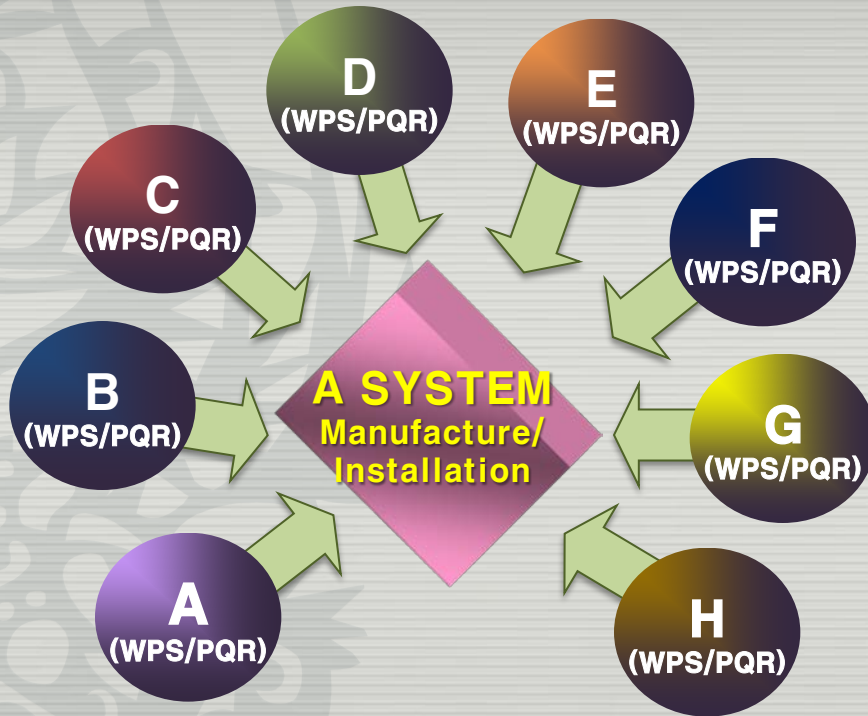 D
(WPS/PQR)
E
(WPS/PQR)
C
(WPS/PQR)
F
(WPS/PQR)
A SYSTEM
Manufacture/
Installation
B
(WPS/PQR)
G
(WPS/PQR)
A
(WPS/PQR)
H
(WPS/PQR)